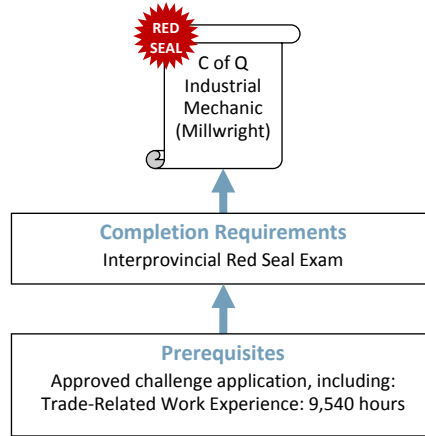 RED
SEAL
C of Q
Industrial
Mechanic
(Millwright)
Completion Requirements
Interprovincial Red Seal Exam
Prerequisites
Approved challenge application, including:
Trade-Related Work Experience: 9,540 hours